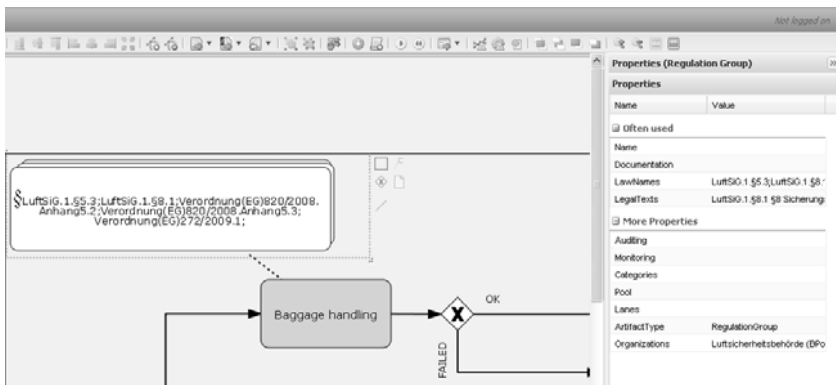 Not logged on
Properties (Regulation Group)
Properties
Name Value
Often used
Name
Documentation
LawNames LuftSiG.1.§5.3;LuftSiG.1.§8.
LegalTexts LuftSiG.1.§8.1 §8 Sicherung
More Properties
Auditing
Monitoring
Categories
Pool
Lanes
ArtifactType RegulationGroup
Organizations Luftsicherheitsbehörde (BPo
§LuftSiG.1.§5.3;LuftSiG.1.§8.1;Verordnung(EG)820/2008.
Anhang5.2;Verordnung(EG)820/2008.Anhang5.3;
Verordnung(EG)272/2009.1;
Baggage handling
X
OK
FAILED